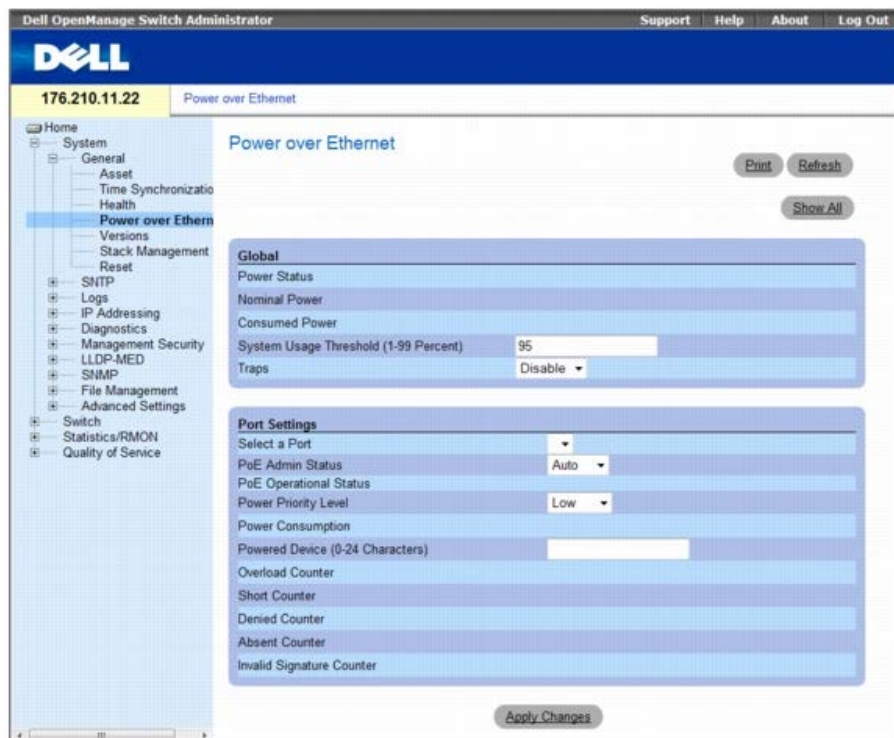 Dell OpenManage Switch Administrator Support Help About Log Out
DELL
176.210.11.22 Power over Ethernet
Home
System
General
Asset
Time Synchronizatio
Health
Power over Ethern
Versions
Stack Management
Reset
SNTP
Logs
IP Addressing
Diagnostics
Management Security
LLDP-MED
SNMP
File Management
Advanced Settings
Switch
Statistics/RMON
Quality of Service
Power over Ethernet
Print Refresh
Show All
Global
Power Status
Nominal Power
Consumed Power
System Usage Threshold (1-99 Percent) 95
Traps Disable
Port Settings
Select a Port
PoE Admin Status Auto
PoE Operational Status
Power Priority Level Low
Power Consumption
Powered Device (0-24 Characters)
Overload Counter
Short Counter
Denied Counter
Absent Counter
Invalid Signature Counter
Apply Changes